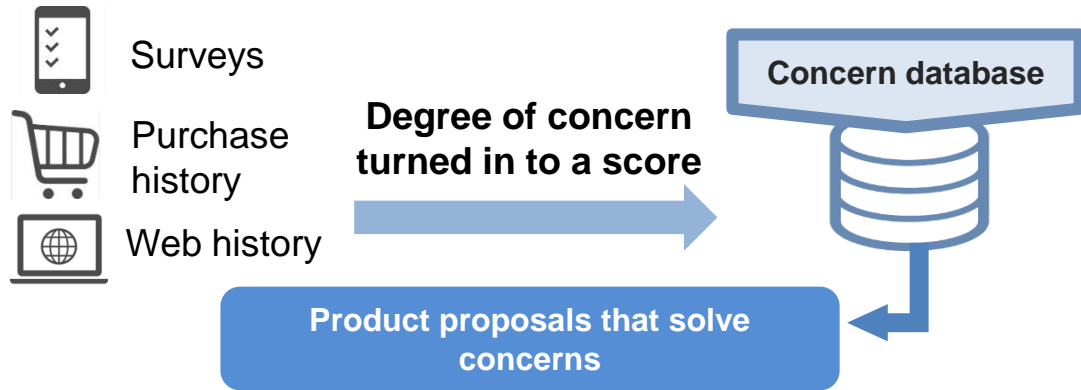 Surveys
Purchase
history
Web history
Degree of concern
turned in to a score
Concern database
Product proposals that solve
concerns